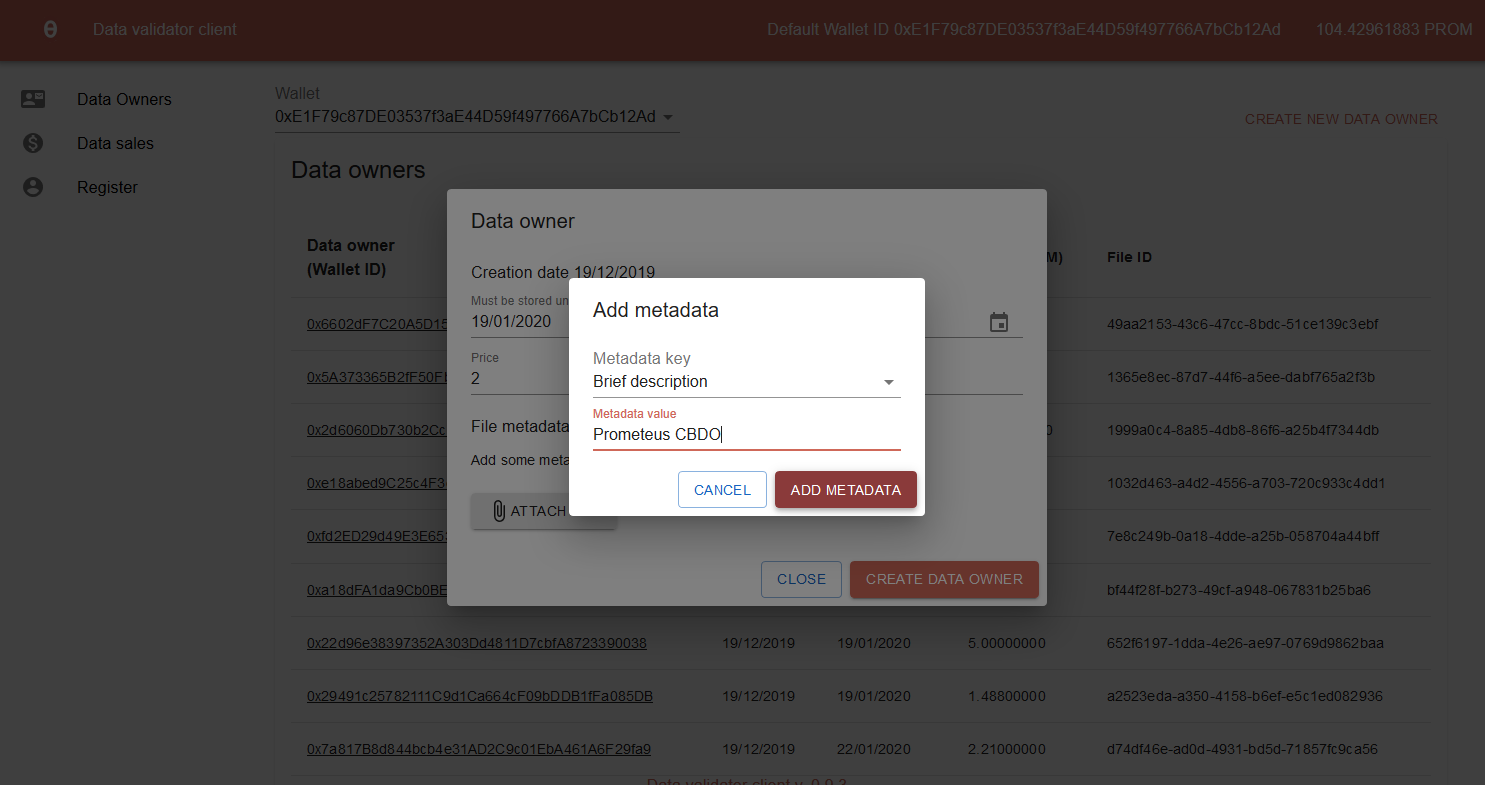 Data validator client
Default Wallet ID 0xE1F79c87DE03537f3aE44D59f497766A7bCb12Ad
104.42961883 PROM
Data Owners
Data sales
Register
Wallet
0xE1F79c87DE03537f3aE44D59f497766A7bCb12Ad
CREATE NEW DATA OWNER
Data owners
Data owner
(Wallet ID)
M)
File ID
Data owner
Creation date 19/12/2019
Must be stored un
19/01/2020
Price
2
File metadata
Add some meta
ATTACH
CLOSE
CREATE DATA OWNER
Add metadata
Metadata key
Brief description
Metadata value
Prometeus CBDO
CANCEL
ADD METADATA
0x6602dF7C20A5D15
49aa2153-43c6-47cc-8bdc-51ce139c3ebf
0x5A373365B2fF50F
1365e8ec-87d7-44f6-a5ee-dabf765a2f3b
0x2d6060Db730b2Cc
0
1999a0c4-8a85-4db8-86f6-a25b4f7344db
0xe18abed9C25c4F3
1032d463-a4d2-4556-a703-720c933c4dd1
0xfd2ED29d49E3E65
7e8c249b-0a18-4dde-a25b-058704a44bff
0xa18dFA1da9Cb0BE
bf44f28f-b273-49cf-a948-067831b25ba6
0x22d96e38397352A303Dd4811D7cbfA8723390038 19/12/2019 19/01/2020 5.00000000 652f6197-1dda-4e26-ae97-0769d9862baa
0x29491c25782111C9d1Ca664cF09bDDB1fFa085DB 19/12/2019 19/01/2020 1.48800000 a2523eda-a350-4158-b6ef-e5c1ed082936
0x7a817B8d844bcb4e31AD2C9c01EbA461A6F29fa9 19/12/2019 22/01/2020 2.21000000 d74df46e-ad0d-4931-bd5d-71857fc9ca56
Data validator client v. 0.9.3